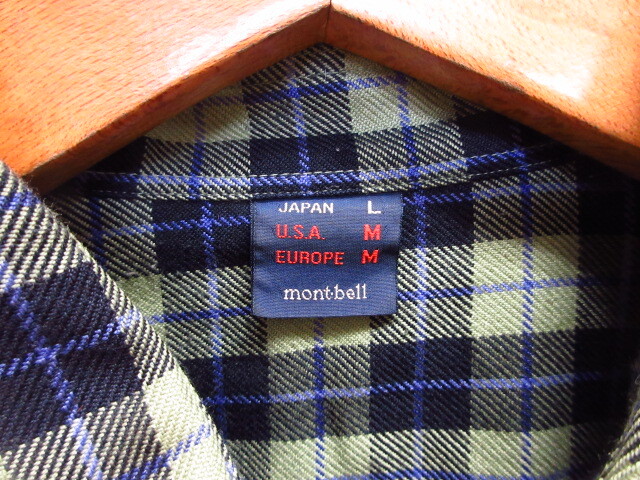 JAPAN L
U.S.A. M
EUROPE M
mont-bell